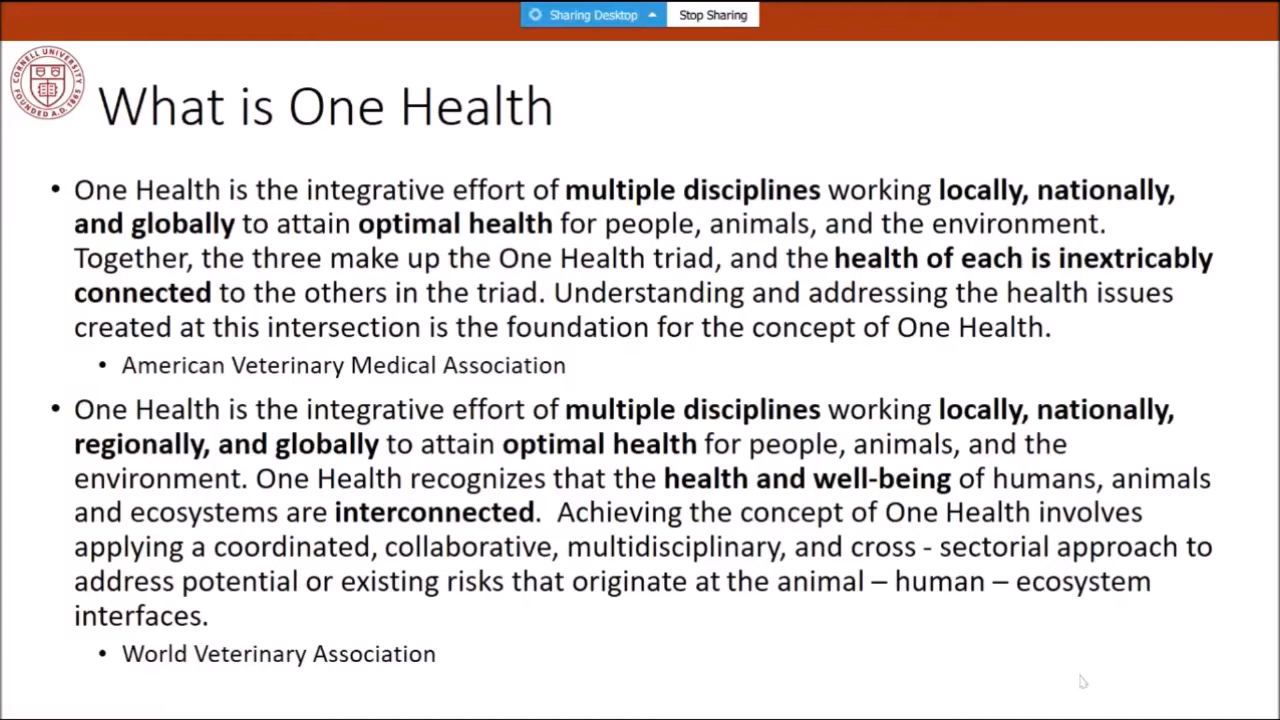 Sharing Desktop Stop Sharing
CORNELL UNIVERSITY
FOUNDED A.D. 1865
What is One Health
• One Health is the integrative effort of multiple disciplines working locally, nationally,
and globally to attain optimal health for people, animals, and the environment.
Together, the three make up the One Health triad, and the health of each is inextricably
connected to the others in the triad. Understanding and addressing the health issues
created at this intersection is the foundation for the concept of One Health.
• American Veterinary Medical Association
• One Health is the integrative effort of multiple disciplines working locally, nationally,
regionally, and globally to attain optimal health for people, animals, and the
environment. One Health recognizes that the health and well-being of humans, animals
and ecosystems are interconnected.  Achieving the concept of One Health involves
applying a coordinated, collaborative, multidisciplinary, and cross - sectorial approach to
address potential or existing risks that originate at the animal – human – ecosystem
interfaces.
• World Veterinary Association